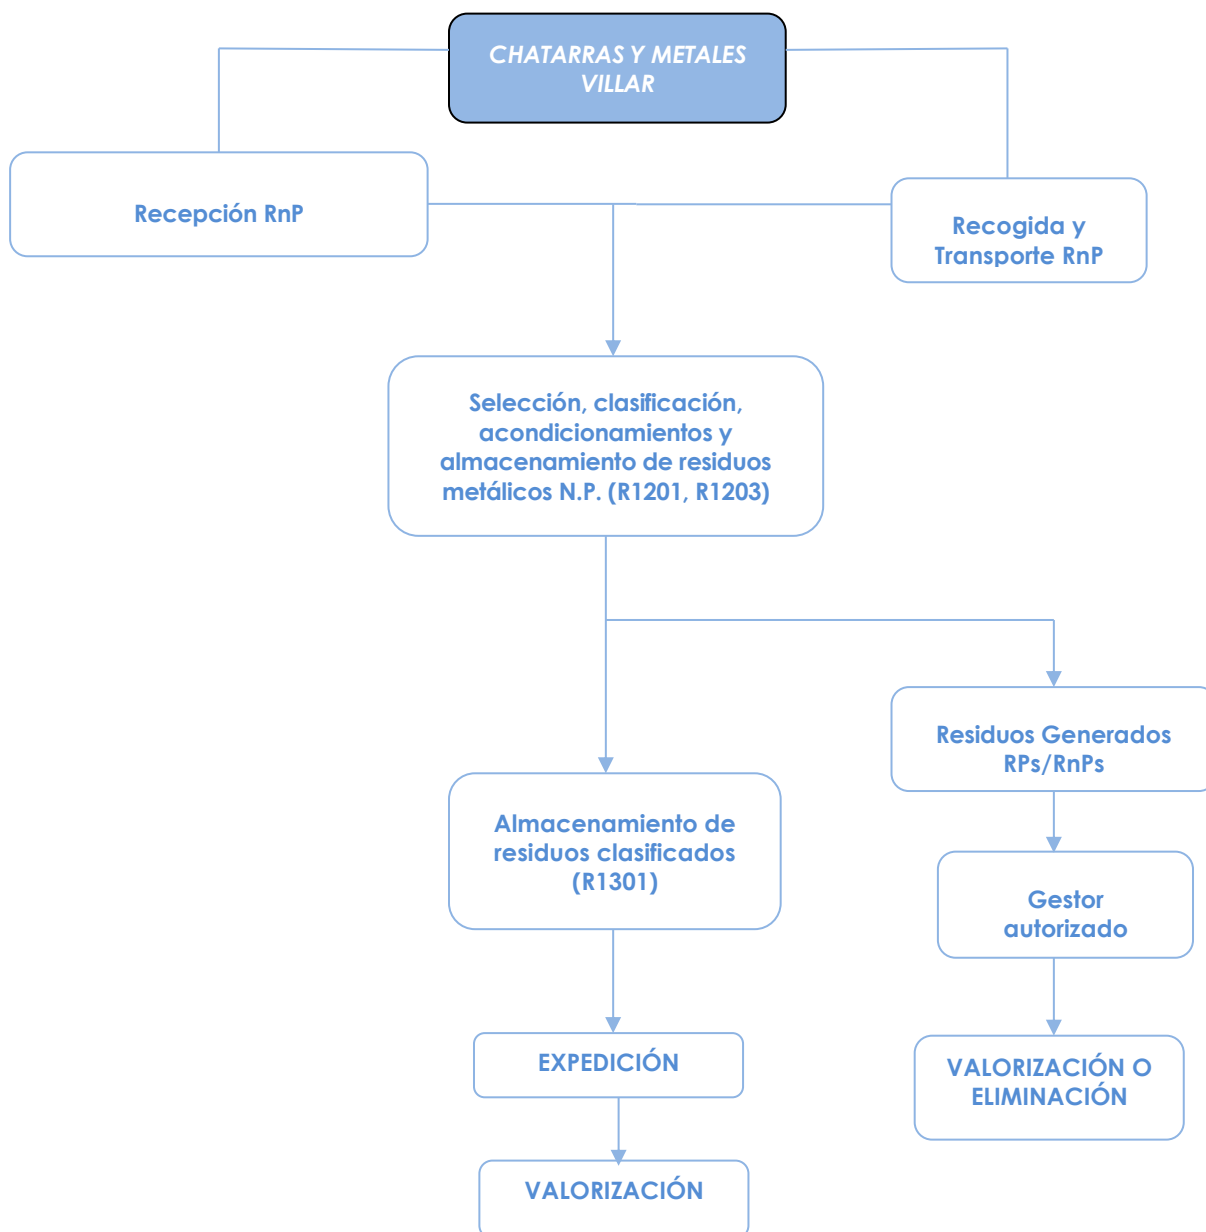 CHATARRAS Y METALES
VILLAR
Recepción RnP
Recogida y
Transporte RnP
Selección, clasificación,
acondicionamientos y
almacenamiento de residuos
metálicos N.P. (R1201, R1203)
Residuos Generados
RPs/RnPs
Almacenamiento de
residuos clasificados
(R1301)
Gestor
autorizado
EXPEDICIÓN
VALORIZACIÓN O
ELIMINACIÓN
VALORIZACIÓN